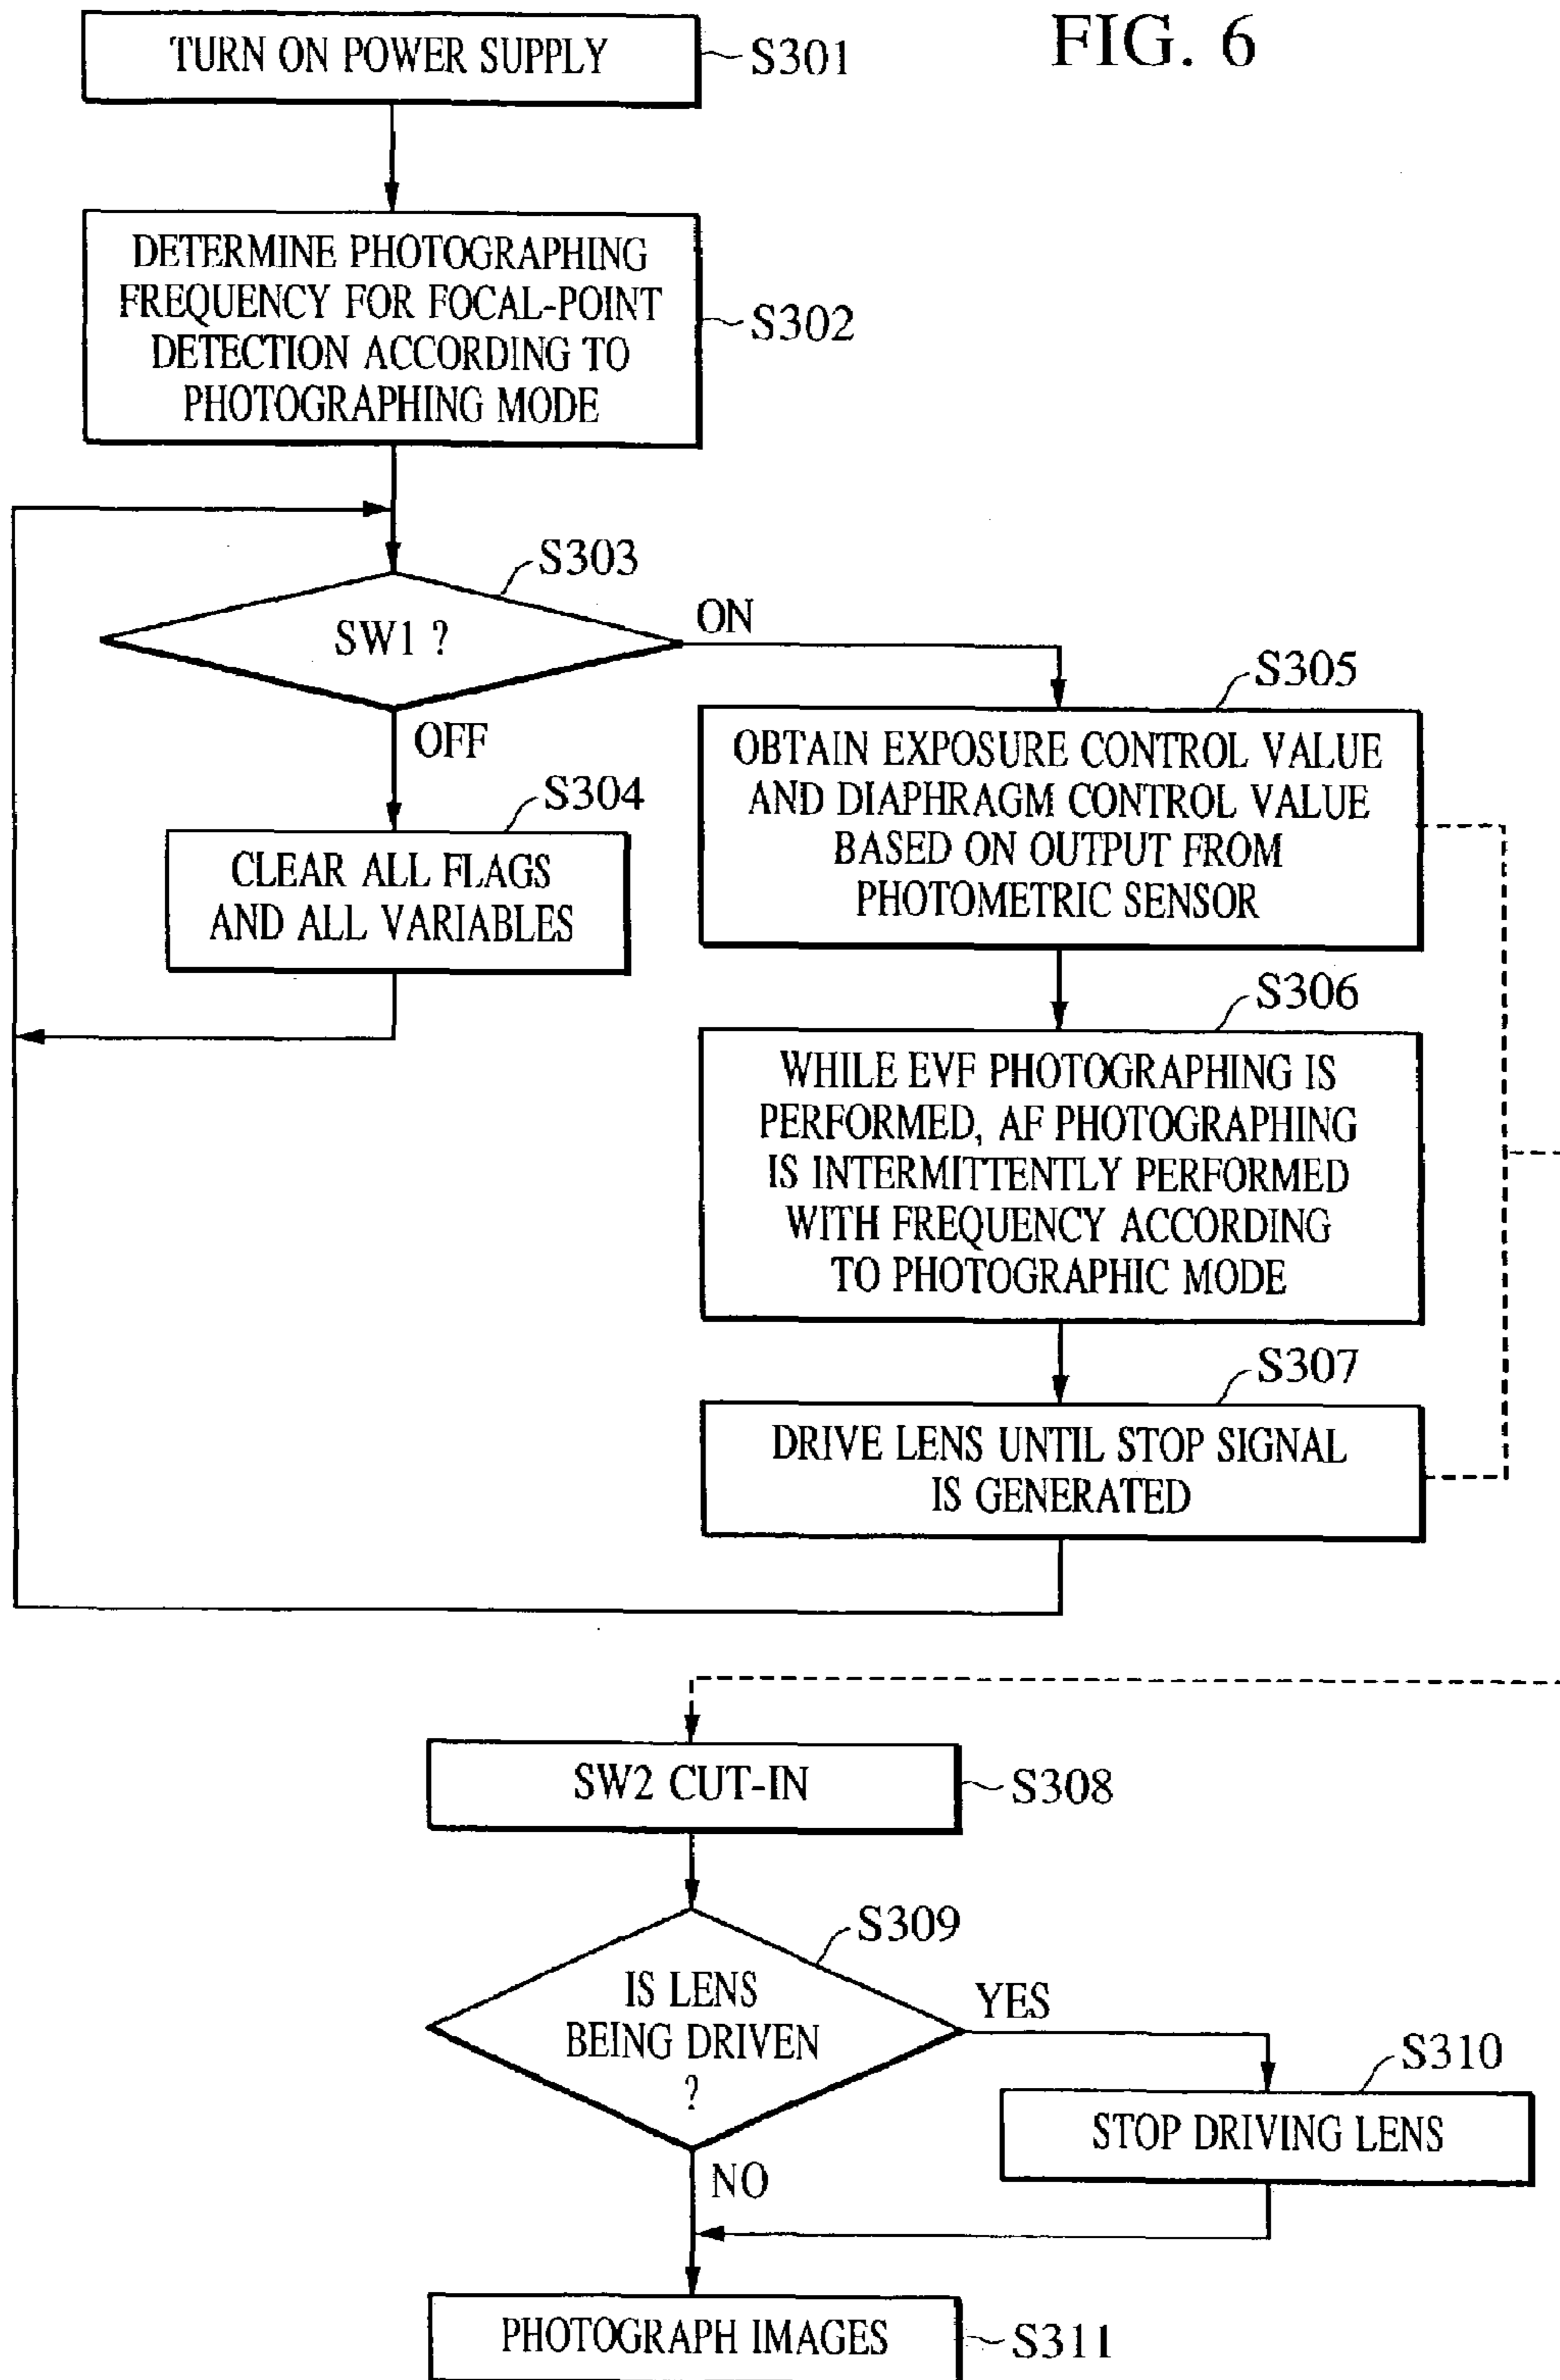 FIG. 6
TURN ON POWER SUPPLY
S301
DETERMINE PHOTOGRAPHING
FREQUENCY FOR FOCAL-POINT
DETECTION ACCORDING TO
PHOTOGRAPHING MODE
S302
S303
SW1 ?
ON
OFF
S304
CLEAR ALL FLAGS
AND ALL VARIABLES
S305
OBTAIN EXPOSURE CONTROL VALUE
AND DIAPHRAGM CONTROL VALUE
BASED ON OUTPUT FROM
PHOTOMETRIC SENSOR
S306
WHILE EVF PHOTOGRAPHING IS
PERFORMED, AF PHOTOGRAPHING
IS INTERMITTENTLY PERFORMED
WITH FREQUENCY ACCORDING
TO PHOTOGRAPHIC MODE
S307
DRIVE LENS UNTIL STOP SIGNAL
IS GENERATED
SW2 CUT-IN
S308
S309
IS LENS
BEING DRIVEN
?
YES
NO
S310
STOP DRIVING LENS
PHOTOGRAPH IMAGES
S311